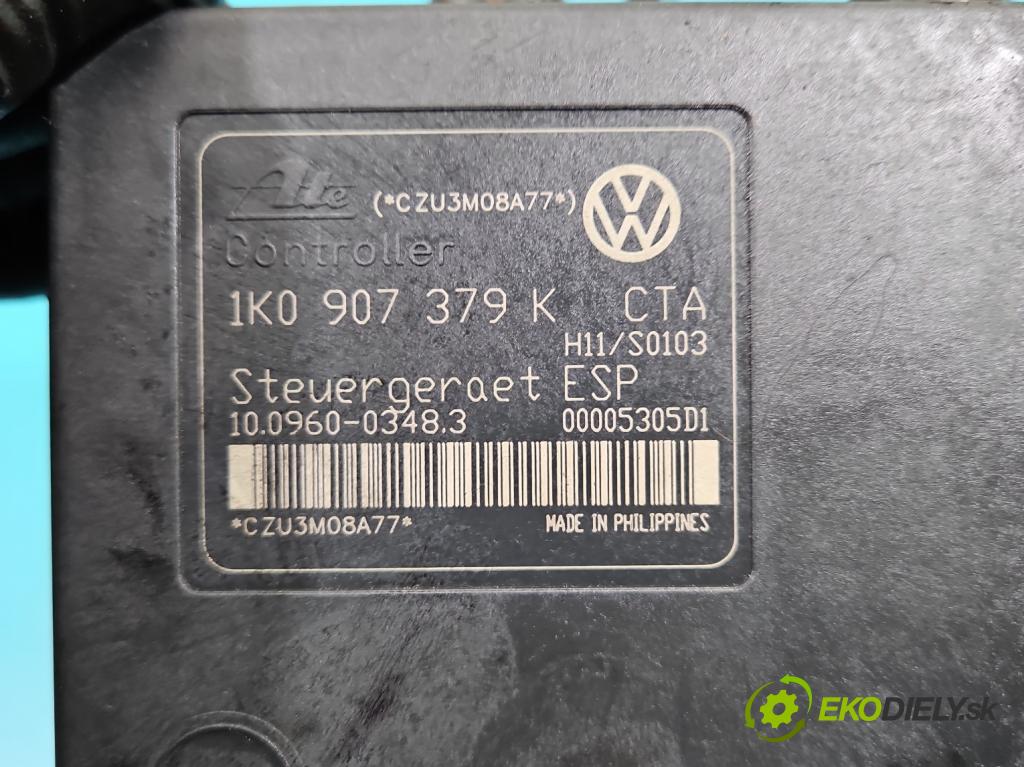 Ate (*CZU3M08A77*)
Controller
1K0 907 379 K CTA
H11/S0103
Steuergeraet ESP
10.0960-0348.3 00005305D1
*CZU3M08A77* MADE IN PHILIPPINES
EKODIELY.sk